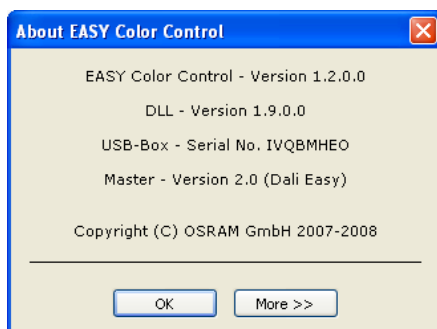 About EASY Color Control
EASY Color Control - Version 1.2.0.0
DLL - Version 1.9.0.0
USB-Box - Serial No. IVQBMHEO
Master - Version 2.0 (Dali Easy)
Copyright (C) OSRAM GmbH 2007-2008
OK
More >>